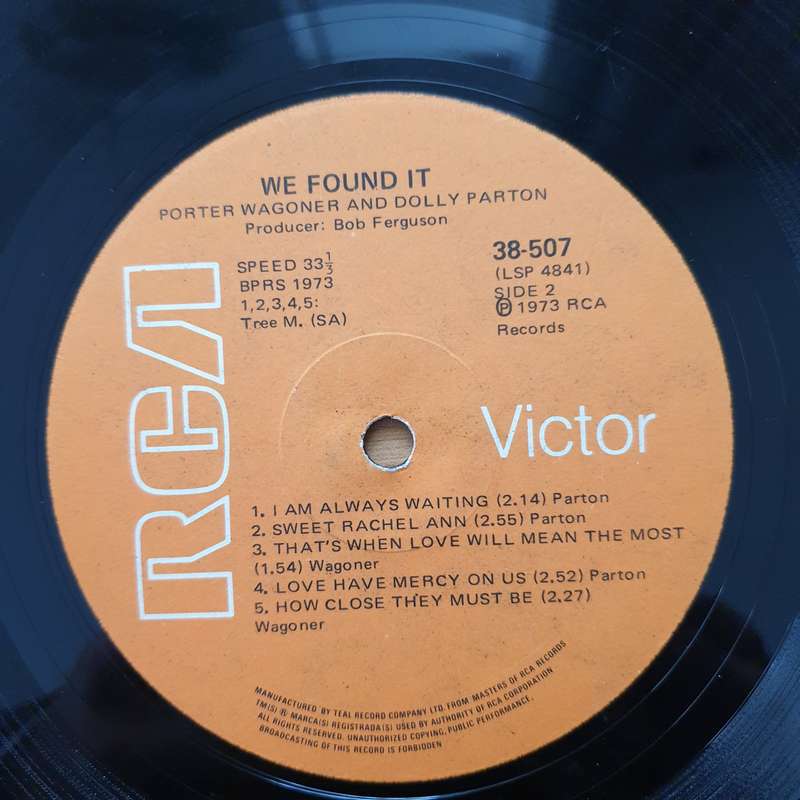 WE FOUND IT
PORTER WAGONER AND DOLLY PARTON
Producer: Bob Ferguson
SPEED 33⅓
BPRS 1973
1,2,3,4,5:
Tree M. (SA)
38-507
(LSP 4841)
SIDE 2
Ⓟ 1973 RCA
Records
RCA
Victor
1. I AM ALWAYS WAITING (2.14) Parton
2. SWEET RACHEL ANN (2.55) Parton
3. THAT'S WHEN LOVE WILL MEAN THE MOST
(1.54) Wagoner
4. LOVE HAVE MERCY ON US (2.52) Parton
5. HOW CLOSE THEY MUST BE (2.27)
Wagoner
MANUFACTURED BY TEAL RECORD COMPANY LTD. FROM MASTERS OF RCA RECORDS
TM(S) ® MARCA(S) REGISTRADA(S) USED BY AUTHORITY OF RCA CORPORATION
ALL RIGHTS RESERVED. UNAUTHORIZED COPYING, PUBLIC PERFORMANCE.
BROADCASTING OF THIS RECORD IS FORBIDDEN